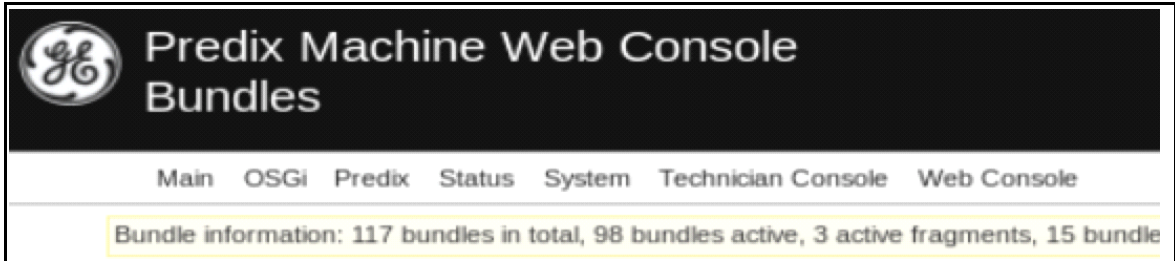 Predix Machine Web Console
Bundles
Main OSGi Predix Status System Technician Console Web Console
Bundle information: 117 bundles in total, 98 bundles active, 3 active fragments, 15 bundle